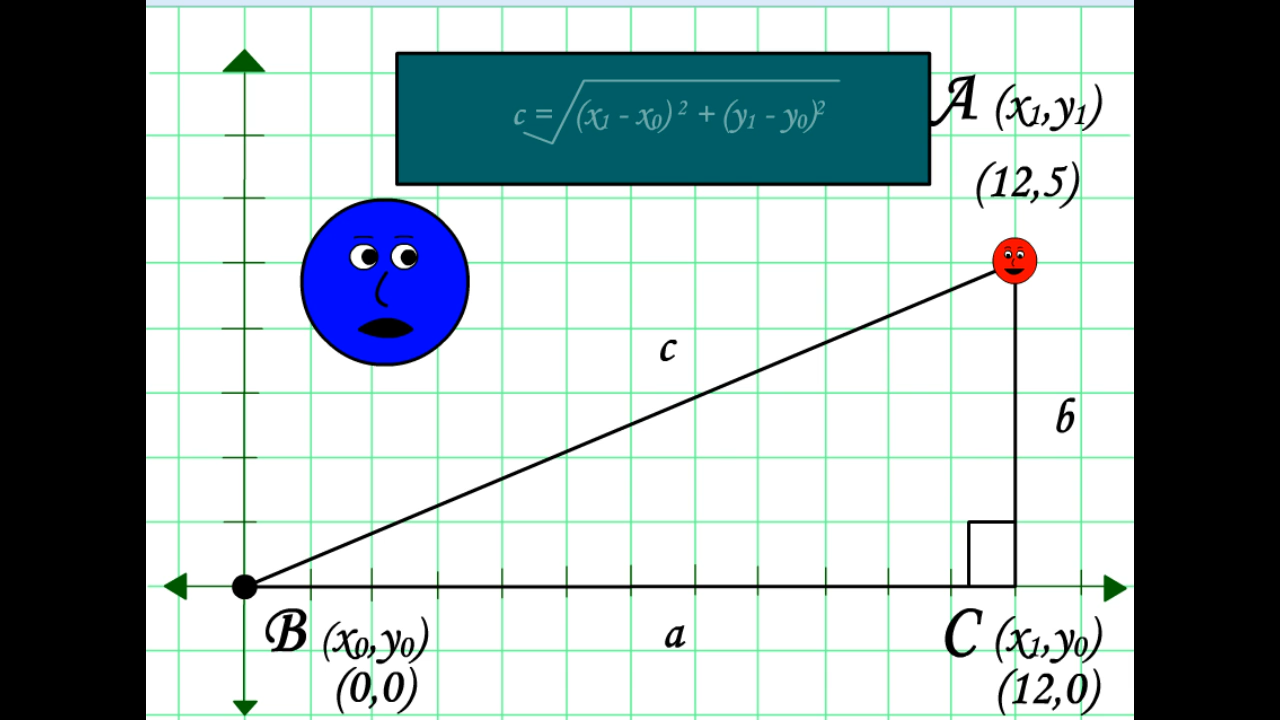 c = √(x₁ - x₀)² + (y₁ - y₀)²
A (x₁,y₁)
(12,5)
c
b
B (x₀,y₀)
(0,0)
a
C (x₁,y₀)
(12,0)